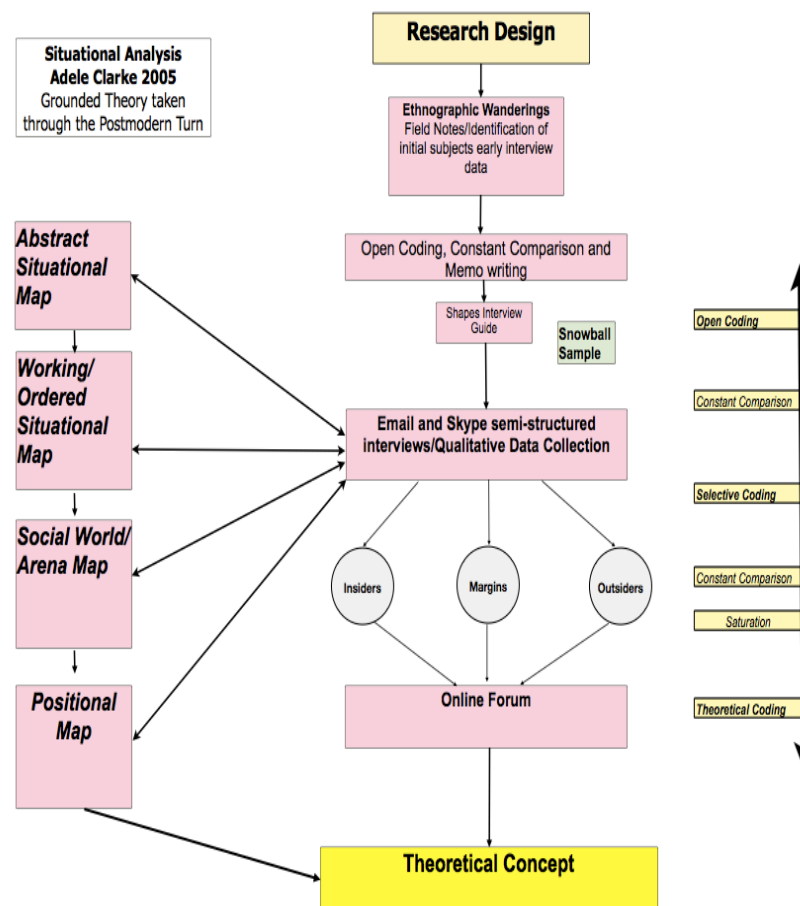 Research Design
Situational Analysis
Adele Clarke 2005
Grounded Theory taken
through the Postmodern Turn
Ethnographic Wanderings
Field Notes/Identification of
initial subjects early interview
data
Open Coding, Constant Comparison and
Memo writing
Shapes Interview
Guide
Snowball
Sample
Abstract
Situational
Map
Working/
Ordered
Situational
Map
Social World/
Arena Map
Positional
Map
Email and Skype semi-structured
interviews/Qualitative Data Collection
Insiders
Margins
Outsiders
Online Forum
Theoretical Concept
Open Coding
Constant Comparison
Selective Coding
Constant Comparison
Saturation
Theoretical Coding